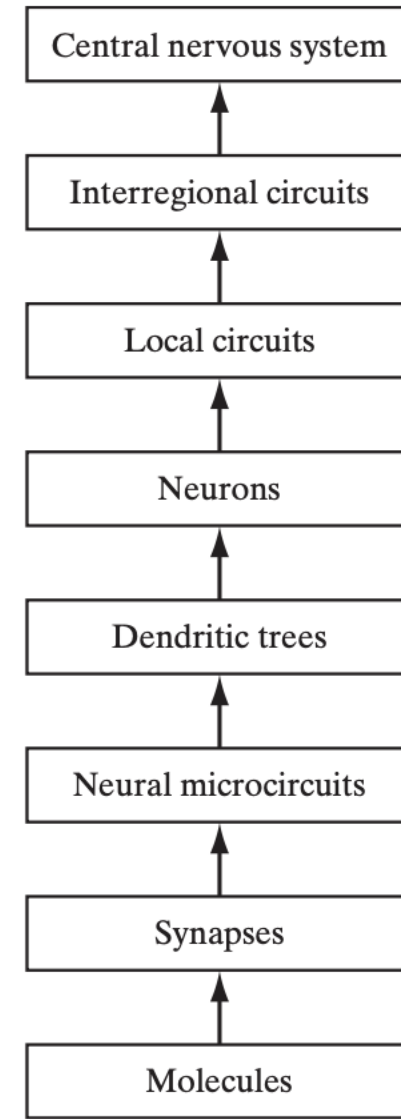 Central nervous system
Interregional circuits
Local circuits
Neurons
Dendritic trees
Neural microcircuits
Synapses
Molecules